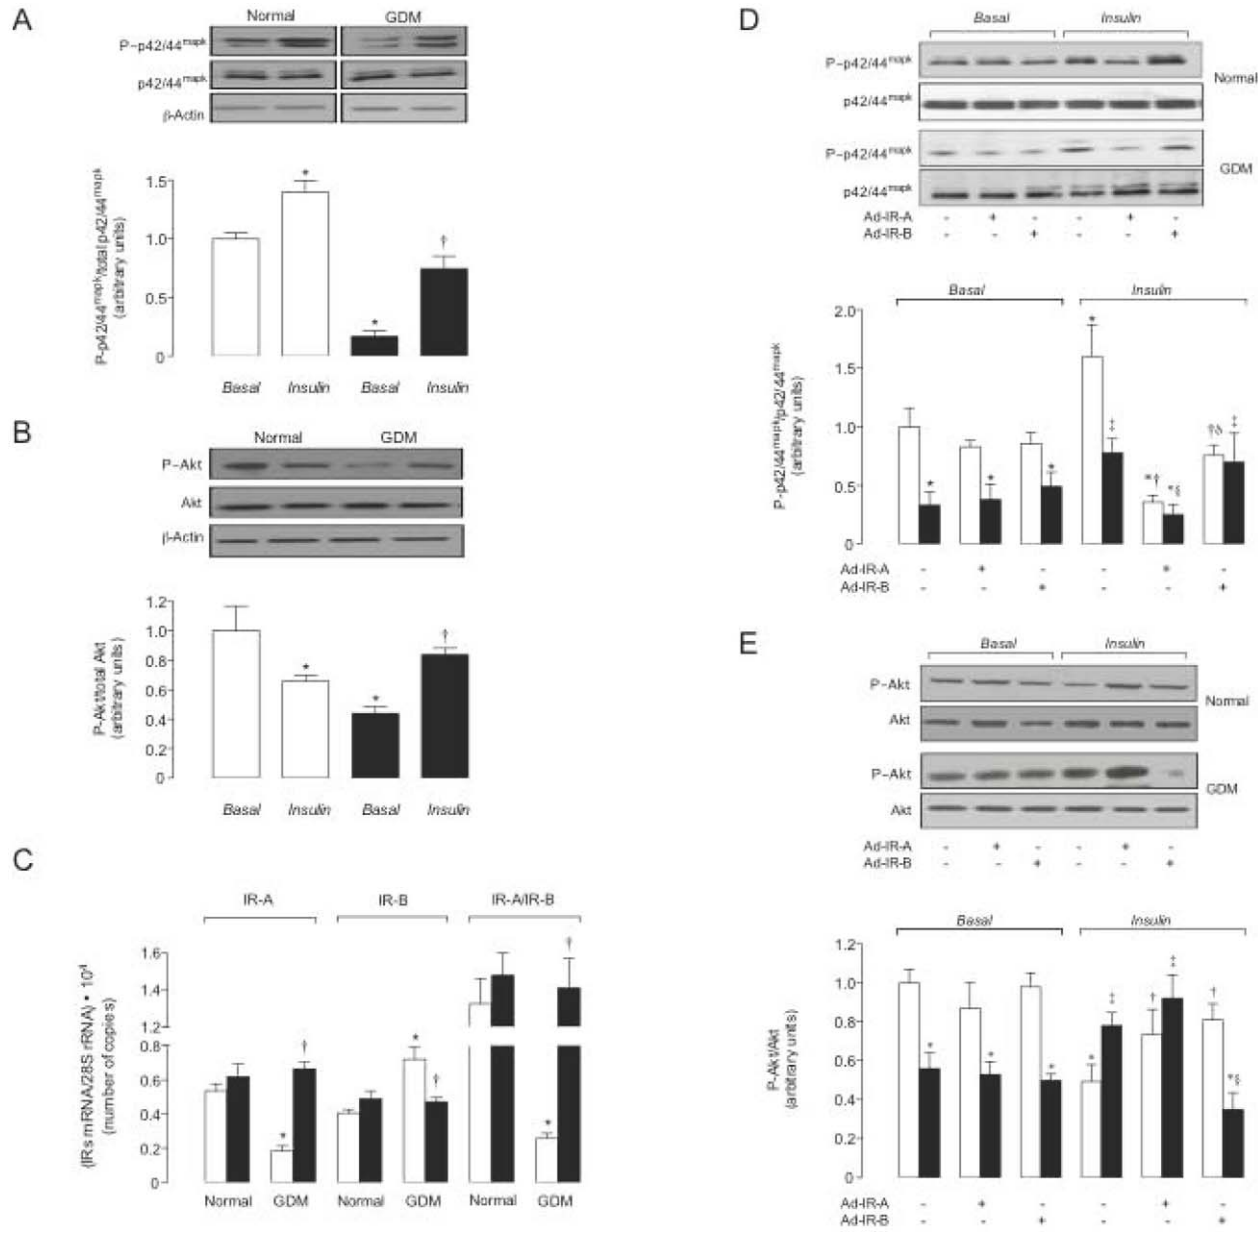 A
Normal GDM
P-p42/44mapk
p42/44mapk
β-Actin
P-p42/44mapk/total p42/44mapk
(arbitrary units)
1.5
1.0
0.5
0
*
*
†
Basal Insulin Basal Insulin
B
Normal GDM
P-Akt
Akt
β-Actin
P-Akt/total Akt
(arbitrary units)
1.2
1.0
0.8
0.6
0.4
0.2
0
*
*
†
Basal Insulin Basal Insulin
C
IR-A IR-B IR-A/IR-B
(IRs mRNA/28S rRNA) • 10⁴
(number of copies)
1.6
1.4
1.2
0.8
0.6
0.4
0.2
0
* † * † * †
Normal GDM Normal GDM Normal GDM
D
Basal Insulin
P-p42/44mapk
p42/44mapk
Normal
P-p42/44mapk
p42/44mapk
GDM
Ad-IR-A - + - - + -
Ad-IR-B - - + - - +
Basal Insulin
P-p42/44mapk/p42/44mapk
(arbitrary units)
2.0
1.5
1.0
0.5
0
* * * * ‡ *† *§ ‡
Ad-IR-A - + - - + -
Ad-IR-B - - + - - +
E
Basal Insulin
P-Akt
Akt
Normal
P-Akt
Akt
GDM
Ad-IR-A - + - - + -
Ad-IR-B - - + - - +
Basal Insulin
P-Akt/Akt
(arbitrary units)
1.2
1.0
0.8
0.6
0.4
0.2
0
* * * * ‡ † ‡ † *§
Ad-IR-A - + - - + -
Ad-IR-B - - + - - +